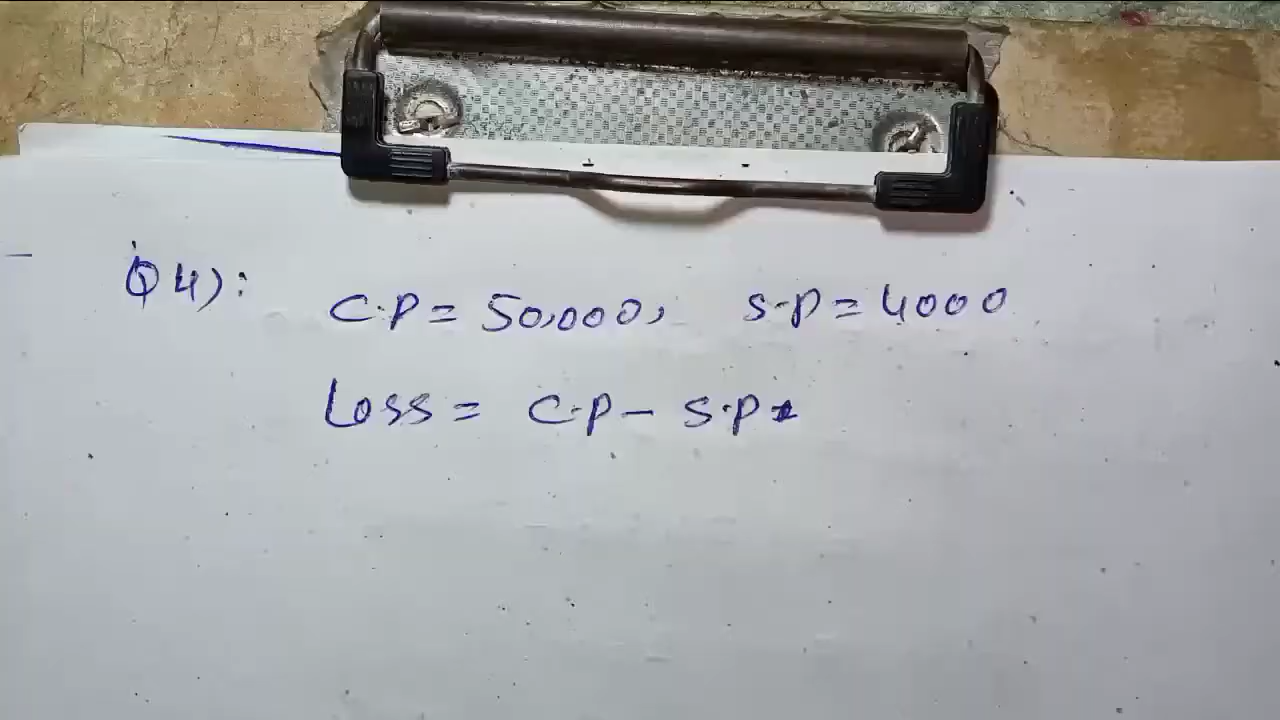 Q4):
C.P = 50,000, S.P = 4000
Loss = C.P - S.P